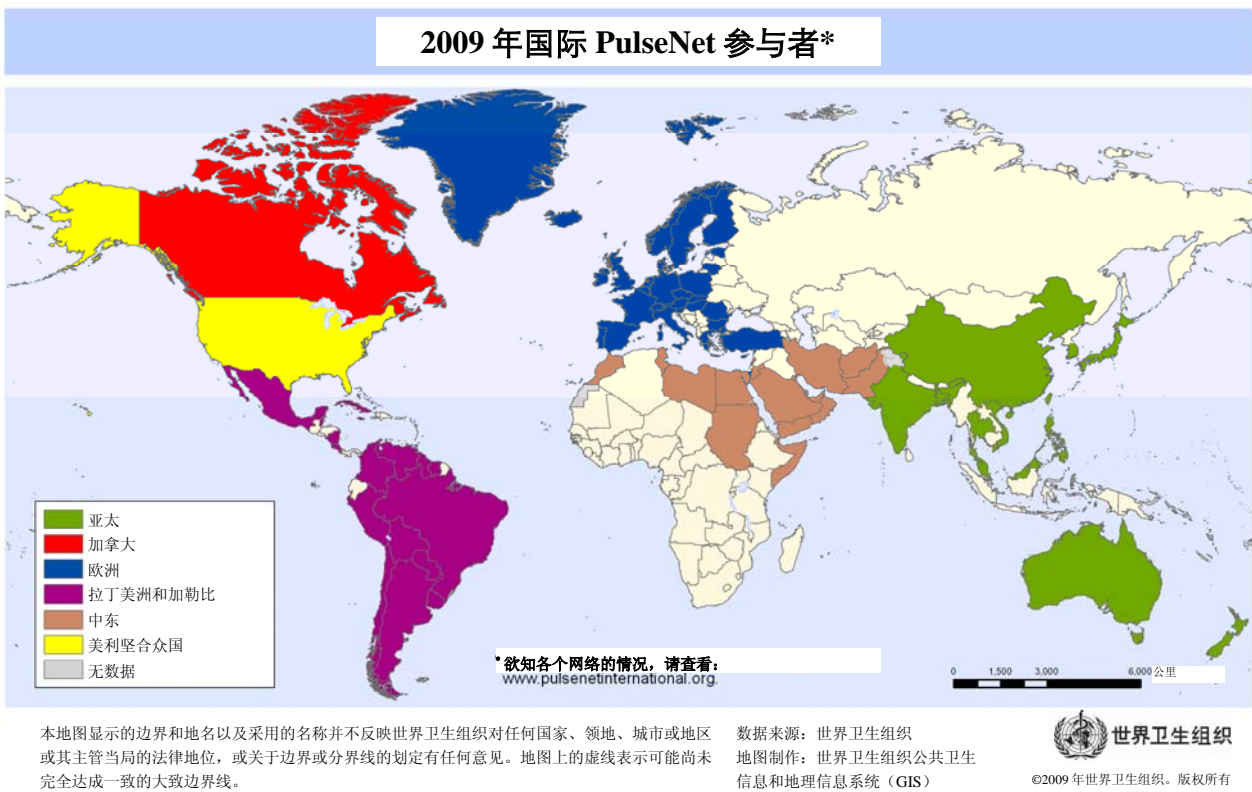 2009 年国际 PulseNet 参与者*
亚太
加拿大
欧洲
拉丁美洲和加勒比
中东
美利坚合众国
无数据
*欲知各个网络的情况，请查看：
www.pulsenetinternational.org.
0 1,500 3,000 6,000 公里
本地图显示的边界和地名以及采用的名称并不反映世界卫生组织对任何国家、领地、城市或地区
或其主管当局的法律地位，或关于边界或分界线的划定有任何意见。地图上的虚线表示可能尚未
完全达成一致的大致边界线。
数据来源：世界卫生组织
地图制作：世界卫生组织公共卫生
信息和地理信息系统（GIS）
世界卫生组织
©2009 年世界卫生组织。版权所有